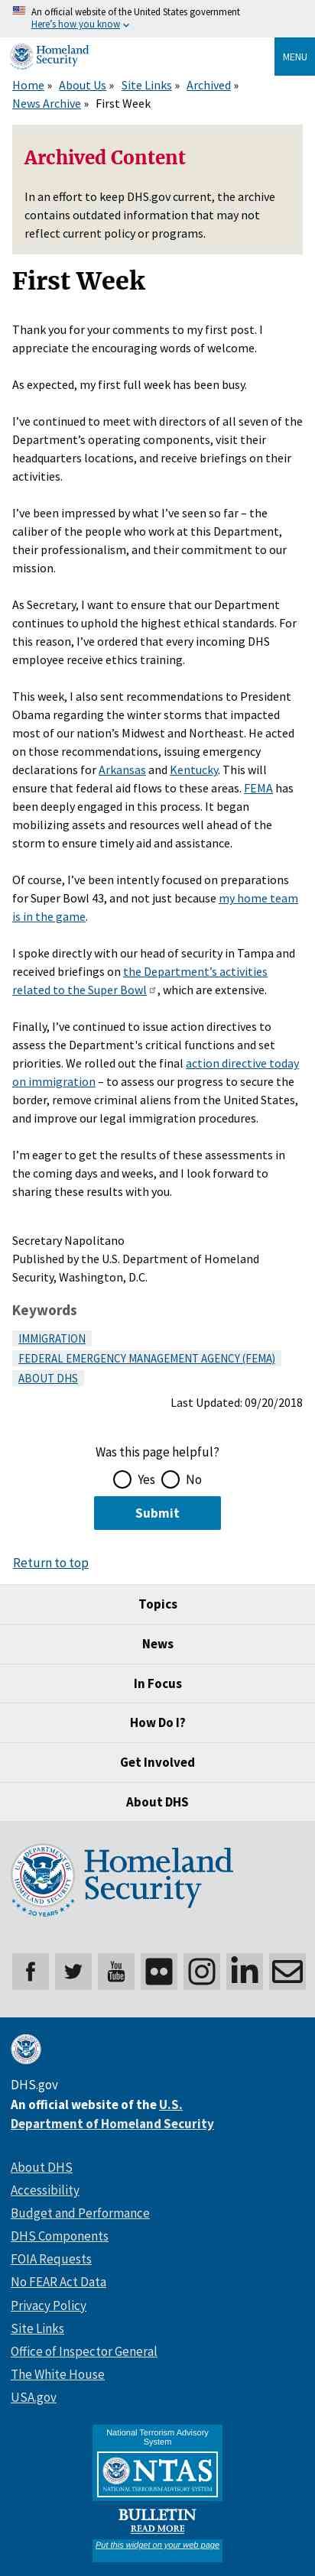 An official website of the United States government
Here's how you know
Homeland
Security
MENU
Home » About Us » Site Links » Archived »
News Archive » First Week
Archived Content
In an effort to keep DHS.gov current, the archive
contains outdated information that may not
reflect current policy or programs.
First Week
Thank you for your comments to my first post. I
appreciate the encouraging words of welcome.
As expected, my first full week has been busy.
I've continued to meet with directors of all seven of the
Department's operating components, visit their
headquarters locations, and receive briefings on their
activities.
I've been impressed by what I've seen so far – the
caliber of the people who work at this Department,
their professionalism, and their commitment to our
mission.
As Secretary, I want to ensure that our Department
continues to uphold the highest ethical standards. For
this reason, I've ordered that every incoming DHS
employee receive ethics training.
This week, I also sent recommendations to President
Obama regarding the winter storms that impacted
most of our nation's Midwest and Northeast. He acted
on those recommendations, issuing emergency
declarations for Arkansas and Kentucky. This will
ensure that federal aid flows to these areas. FEMA has
been deeply engaged in this process. It began
mobilizing assets and resources well ahead of the
storm to ensure timely aid and assistance.
Of course, I've been intently focused on preparations
for Super Bowl 43, and not just because my home team
is in the game.
I spoke directly with our head of security in Tampa and
received briefings on the Department's activities
related to the Super Bowl , which are extensive.
Finally, I've continued to issue action directives to
assess the Department's critical functions and set
priorities. We rolled out the final action directive today
on immigration – to assess our progress to secure the
border, remove criminal aliens from the United States,
and improve our legal immigration procedures.
I'm eager to get the results of these assessments in
the coming days and weeks, and I look forward to
sharing these results with you.
Secretary Napolitano
Published by the U.S. Department of Homeland
Security, Washington, D.C.
Keywords
IMMIGRATION
FEDERAL EMERGENCY MANAGEMENT AGENCY (FEMA)
ABOUT DHS
Last Updated: 09/20/2018
Was this page helpful?
Yes No
Submit
Return to top
Topics
News
In Focus
How Do I?
Get Involved
About DHS
Homeland
Security
20 YEARS
You
Tube
DHS.gov
An official website of the U.S.
Department of Homeland Security
About DHS
Accessibility
Budget and Performance
DHS Components
FOIA Requests
No FEAR Act Data
Privacy Policy
Site Links
Office of Inspector General
The White House
USA.gov
National Terrorism Advisory
System
NTAS
NATIONAL TERRORISM ADVISORY SYSTEM
BULLETIN
READ MORE
Put this widget on your web page